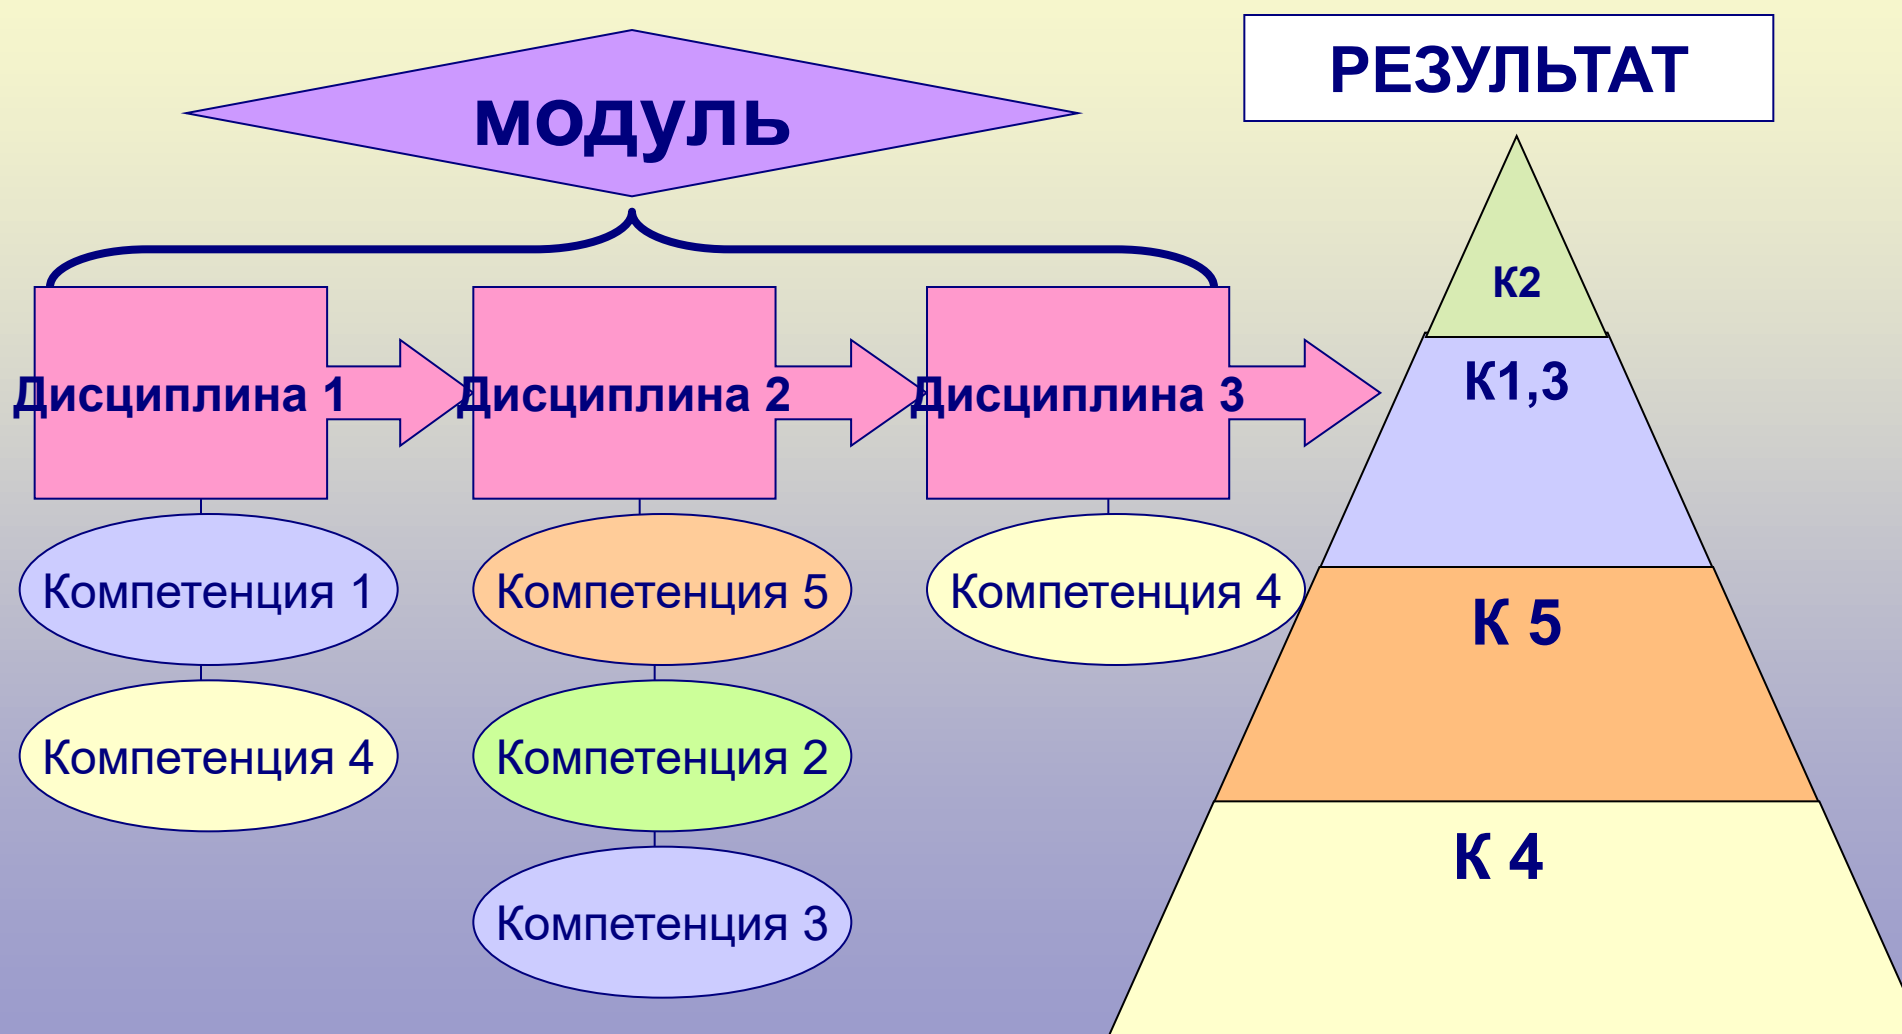 модуль
РЕЗУЛЬТАТ
Дисциплина 1
Дисциплина 2
Дисциплина 3
Компетенция 1
Компетенция 4
Компетенция 5
Компетенция 2
Компетенция 3
Компетенция 4
К2
К1,3
К 5
К 4